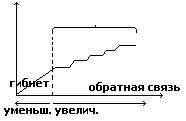 гибнет
обратная связь
уменьш. увелич.